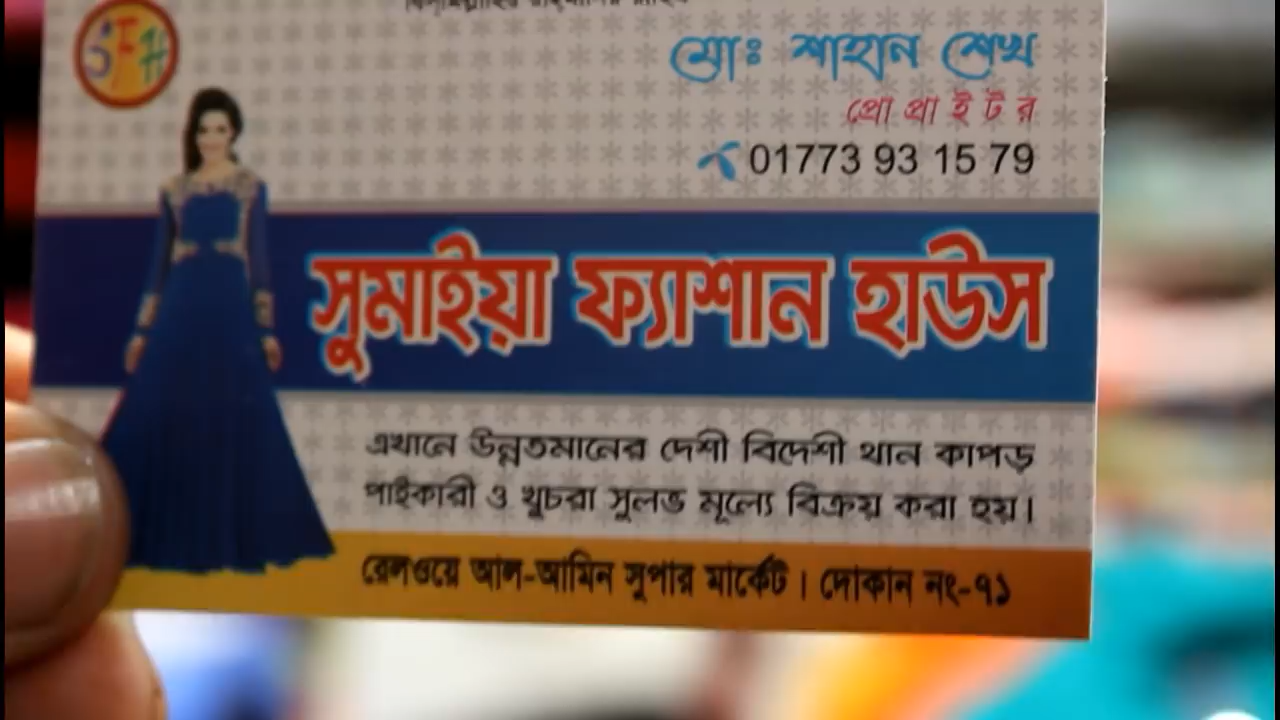 SFH
মোঃ শাহান শেখ
প্রোপ্রাইটর
01773 93 15 79
সুমাইয়া ফ্যাশান হাউস
এখানে উন্নতমানের দেশী বিদেশী থান কাপড়
পাইকারী ও খুচরা সুলভ মূল্যে বিক্রয় করা হয়।
রেলওয়ে আল-আমিন সুপার মার্কেট। দোকান নং-৭১